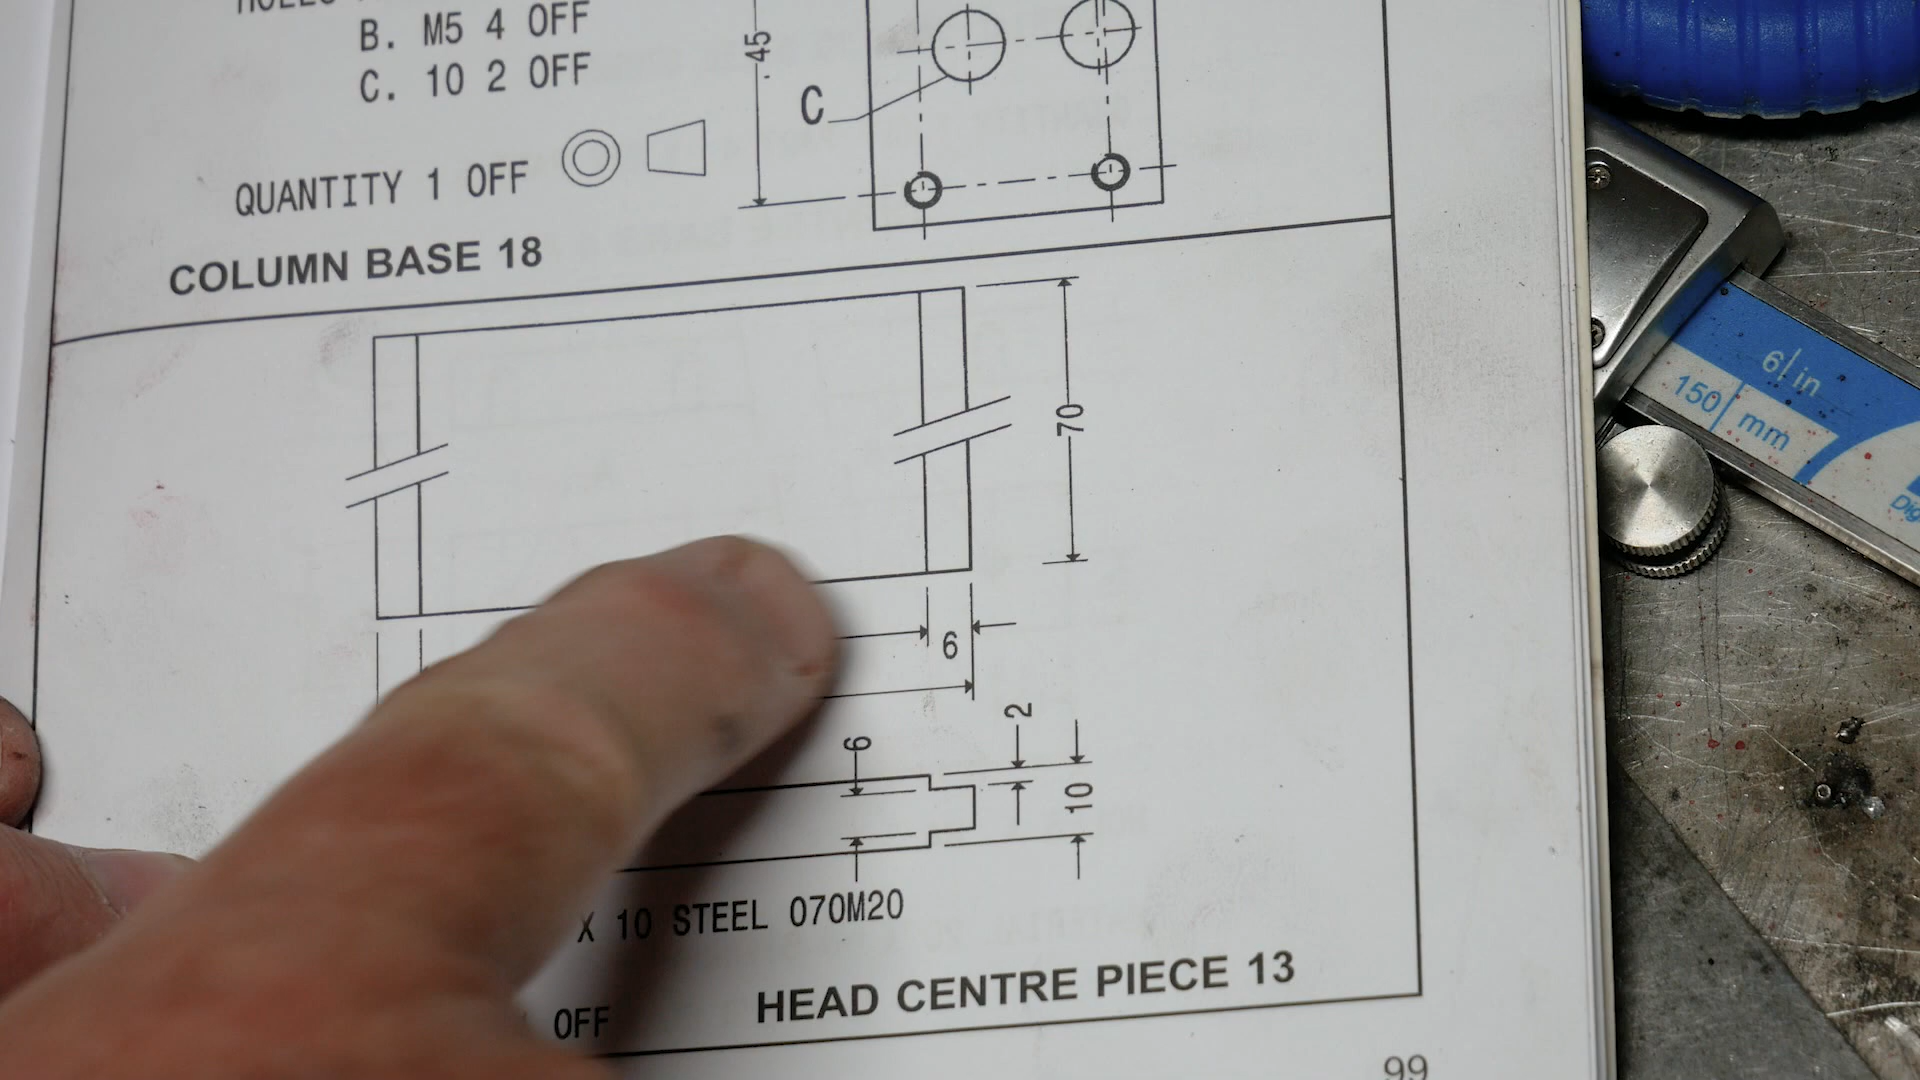 B. M5 4 OFF
C. 10 2 OFF
45
C
QUANTITY 1 OFF
COLUMN BASE 18
70
6
2
6
10
X 10 STEEL 070M20
OFF
HEAD CENTRE PIECE 13
99
6 in
150 mm